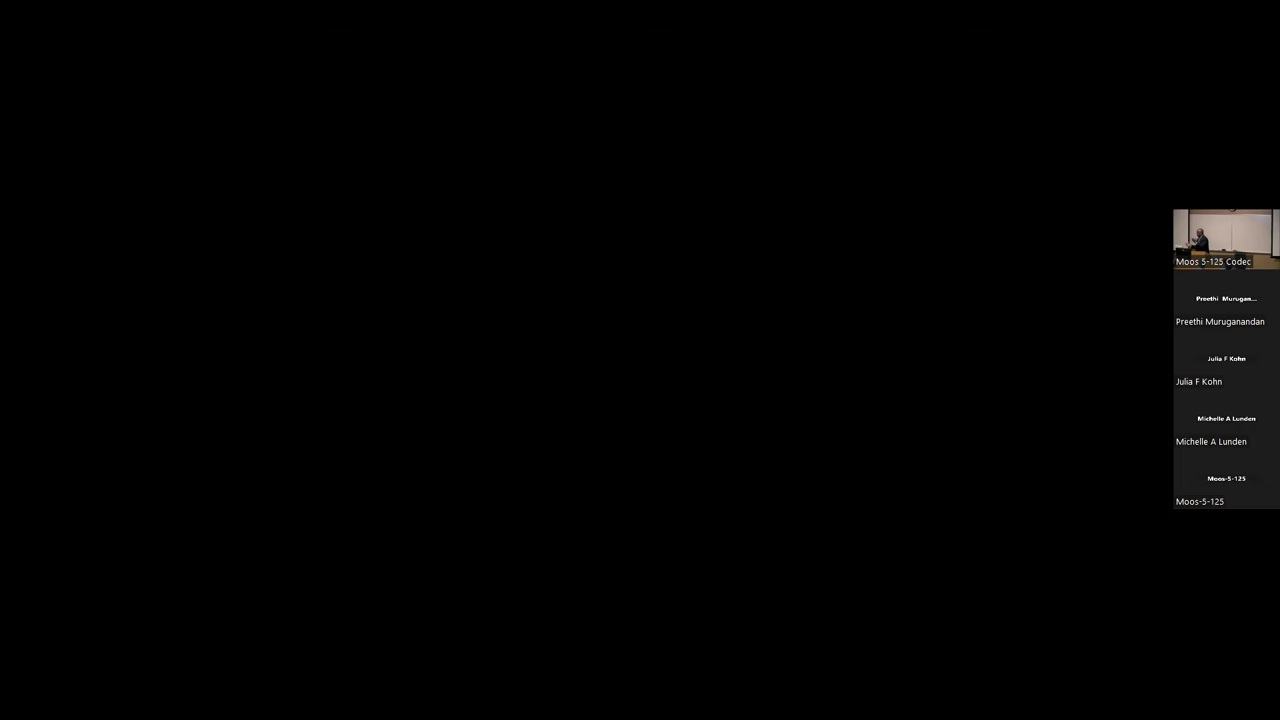 Moos 5-125 Codec
Preethi Murugan...
Preethi Muruganandan
Julia F Kohn
Julia F Kohn
Michelle A Lunden
Michelle A Lunden
Moos-5-125
Moos-5-125